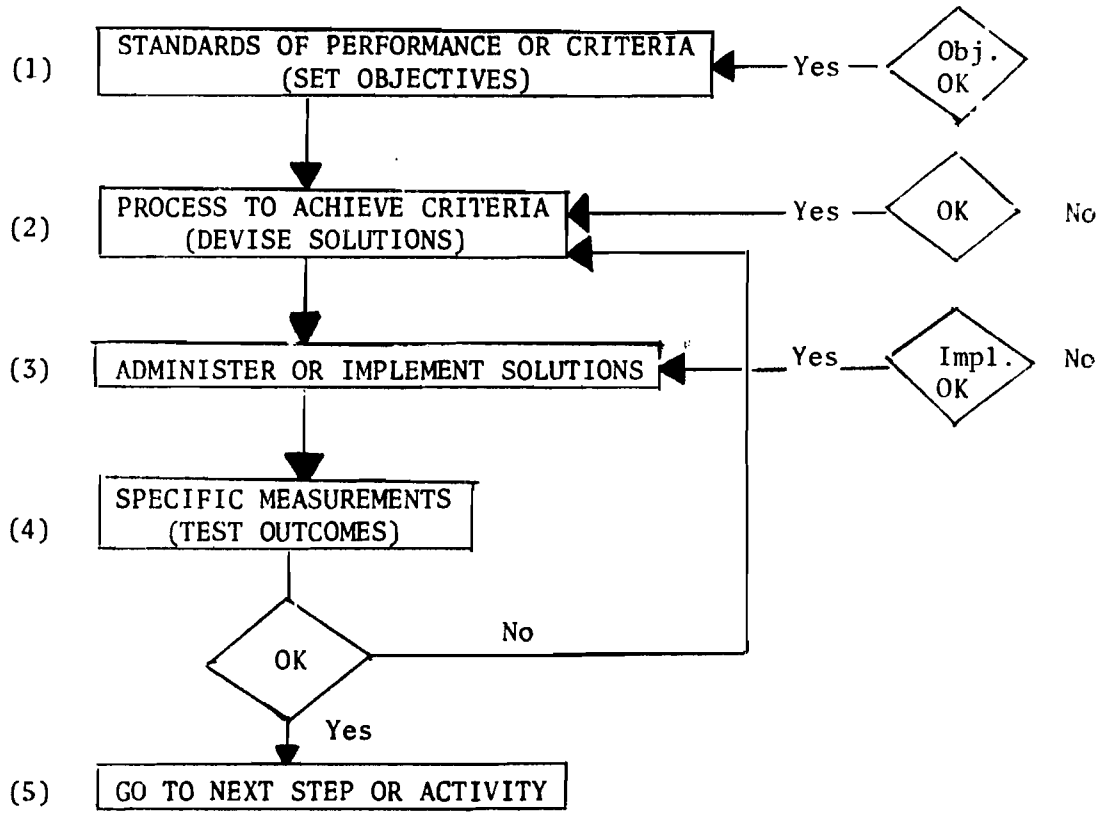 (1)
STANDARDS OF PERFORMANCE OR CRITERIA
(SET OBJECTIVES)
Yes
Obj.
OK
(2)
PROCESS TO ACHIEVE CRITERIA
(DEVISE SOLUTIONS)
Yes
OK
No
(3)
ADMINISTER OR IMPLEMENT SOLUTIONS
Yes
Impl.
OK
No
(4)
SPECIFIC MEASUREMENTS
(TEST OUTCOMES)
OK
No
Yes
(5)
GO TO NEXT STEP OR ACTIVITY